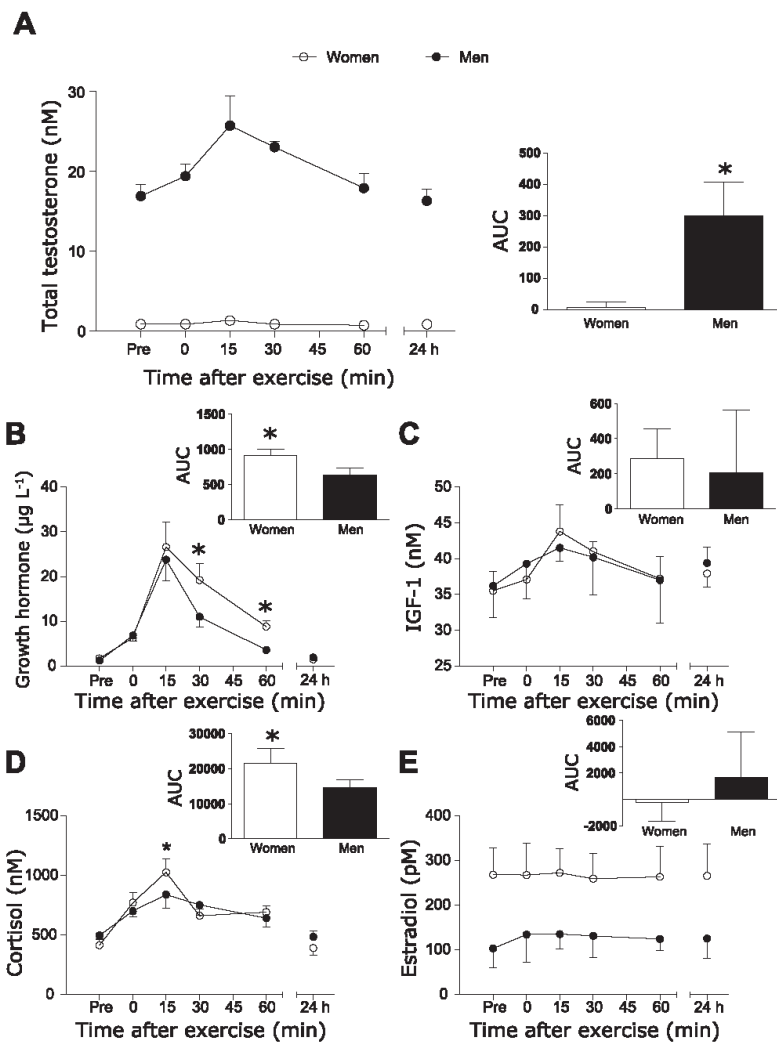 A
Women Men
Total testosterone (nM)
30
20
10
0
Pre 0 15 30 45 60 24 h
Time after exercise (min)
AUC
500
400
300
200
100
0
*
Women Men
B
Growth hormone (µg L-1)
40
30
20
10
0
* *
Pre 0 15 30 45 60 24 h
Time after exercise (min)
AUC
1500
1000
500
0
*
Women Men
C
IGF-1 (nM)
50
45
40
35
30
25
Pre 0 15 30 45 60 24 h
Time after exercise (min)
AUC
600
400
200
0
Women Men
D
Cortisol (nM)
1500
1000
500
0
*
Pre 0 15 30 45 60 24 h
Time after exercise (min)
AUC
30000
20000
10000
0
*
Women Men
E
Estradiol (pM)
400
300
200
100
0
Pre 0 15 30 45 60 24 h
Time after exercise (min)
AUC
6000
4000
2000
-2000
Women Men